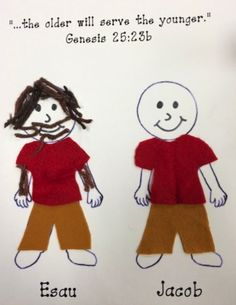 "...the older will serve the younger."
Genesis 25:23b
Esau Jacob